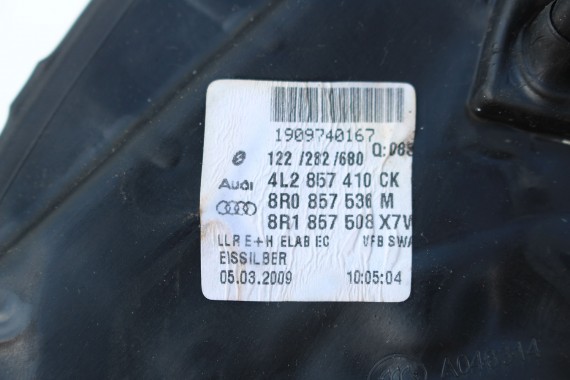 1909740167
122 /282 /680 Q:088
Audi 4L2 857 410 CK
8R0 857 536 M
8R1 857 508 X7V
LLR E+H ELAB EC VFB SWA
EISSILBER
05.03.2009 10:05:04